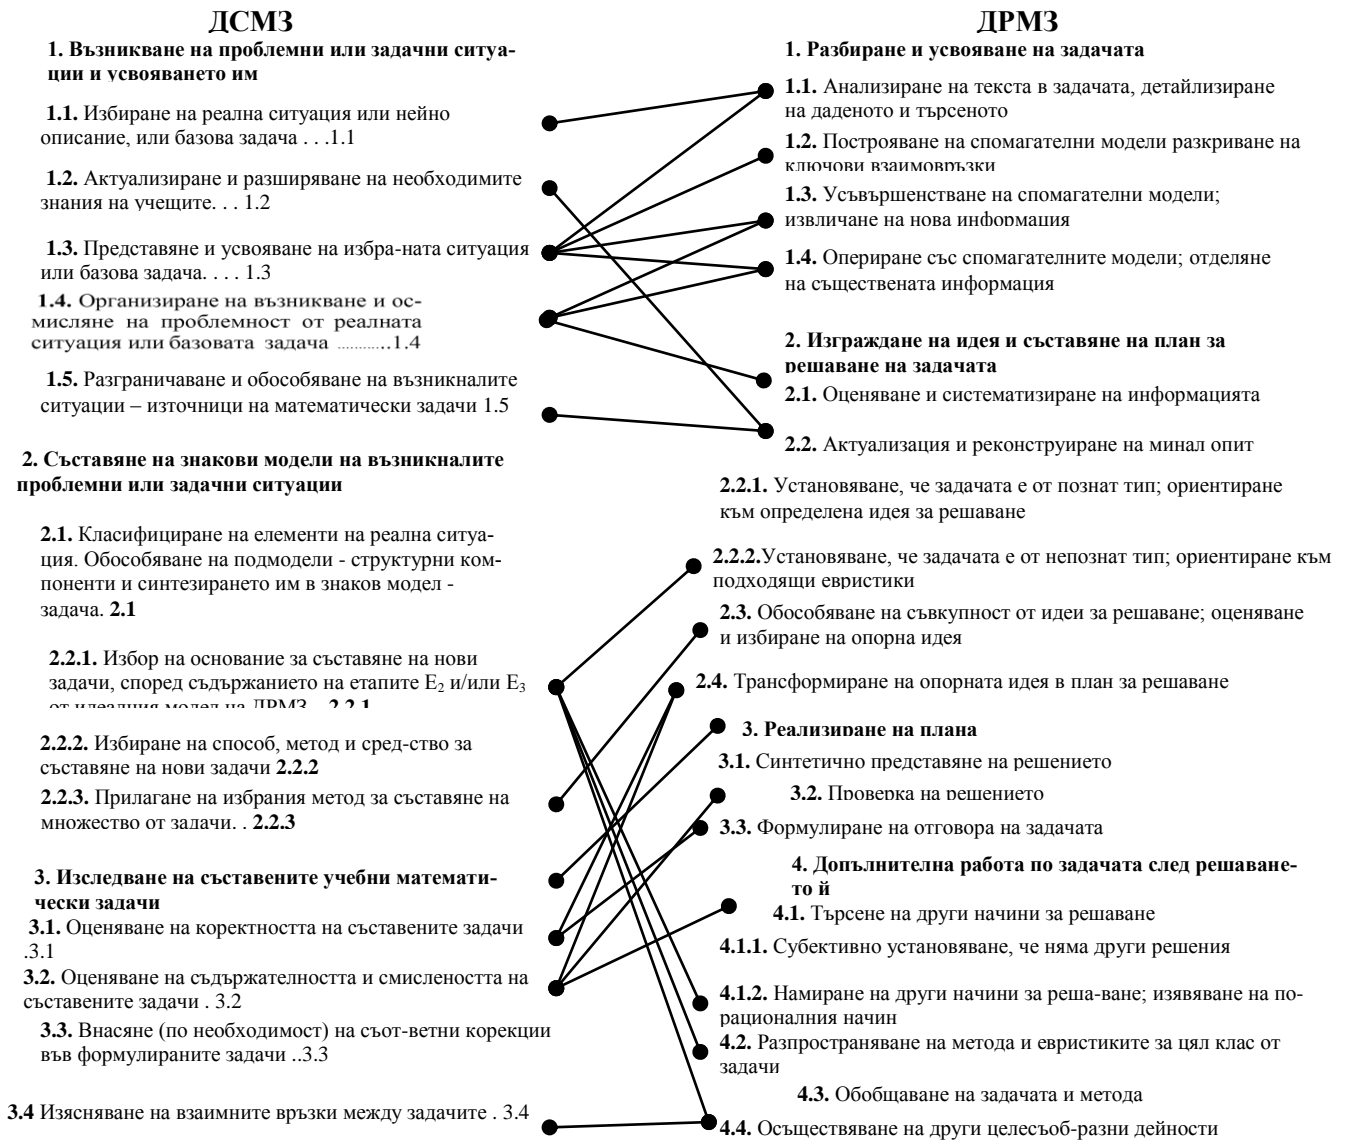 ДСМЗ
1. Възникване на проблемни или задачни ситуа-
ции и усвояването им
1.1. Избиране на реална ситуация или нейно
описание, или базова задача . . .1.1
1.2. Актуализиране и разширяване на необходимите
знания на учещите. . . 1.2
1.3. Представяне и усвояване на избра-ната ситуация
или базова задача. . . . 1.3
1.4. Организиране на възникване и ос-
мисляне на проблемност от реалната
ситуация или базовата задача ...........1.4
1.5. Разграничаване и обособяване на възникналите
ситуации – източници на математически задачи 1.5
2. Съставяне на знакови модели на възникналите
проблемни или задачни ситуации
2.1. Класифициране на елементи на реална ситуа-
ция. Обособяване на подмодели - структурни ком-
поненти и синтезирането им в знаков модел -
задача. 2.1
2.2.1. Избор на основание за съставяне на нови
задачи, според съдържанието на етапите Е₂ и/или Е₃
от идеалния модел на ДРМЗ 2.2.1
2.2.2. Избиране на способ, метод и сред-ство за
съставяне на нови задачи 2.2.2
2.2.3. Прилагане на избрания метод за съставяне на
множество от задачи. . 2.2.3
3. Изследване на съставените учебни математи-
чески задачи
3.1. Оценяване на коректността на съставените задачи
.3.1
3.2. Оценяване на съдържателността и смислеността на
съставените задачи . 3.2
3.3. Внасяне (по необходимост) на съот-ветни корекции
във формулираните задачи ..3.3
3.4 Изясняване на взаимните връзки между задачите . 3.4
ДРМЗ
1. Разбиране и усвояване на задачата
1.1. Анализиране на текста в задачата, детайлизиране
на даденото и търсеното
1.2. Построяване на спомагателни модели разкриване на
ключови взаимовръзки
1.3. Усъвършенстване на спомагателни модели;
извличане на нова информация
1.4. Опериране със спомагателните модели; отделяне
на съществената информация
2. Изграждане на идея и съставяне на план за
решаване на задачата
2.1. Оценяване и систематизиране на информацията
2.2. Актуализация и реконструиране на минал опит
2.2.1. Установяване, че задачата е от познат тип; ориентиране
към определена идея за решаване
2.2.2.Установяване, че задачата е от непознат тип; ориентиране към
подходящи евристики
2.3. Обособяване на съвкупност от идеи за решаване; оценяване
и избиране на опорна идея
2.4. Трансформиране на опорната идея в план за решаване
3. Реализиране на плана
3.1. Синтетично представяне на решението
3.2. Проверка на решението
3.3. Формулиране на отговора на задачата
4. Допълнителна работа по задачата след решаване-
то й
4.1. Търсене на други начини за решаване
4.1.1. Субективно установяване, че няма други решения
4.1.2. Намиране на други начини за реша-ване; изявяване на по-
рационалния начин
4.2. Разпространяване на метода и евристиките за цял клас от
задачи
4.3. Обобщаване на задачата и метода
4.4. Осъществяване на други целесъоб-разни дейности